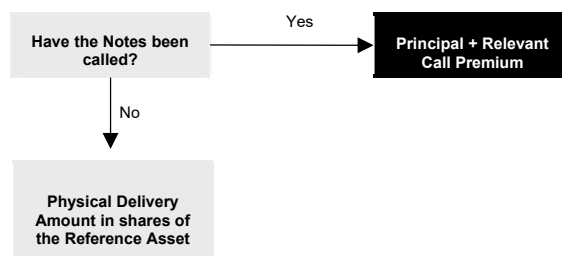 Have the Notes been
called?
Yes
Principal + Relevant
Call Premium
No
Physical Delivery
Amount in shares of
the Reference Asset